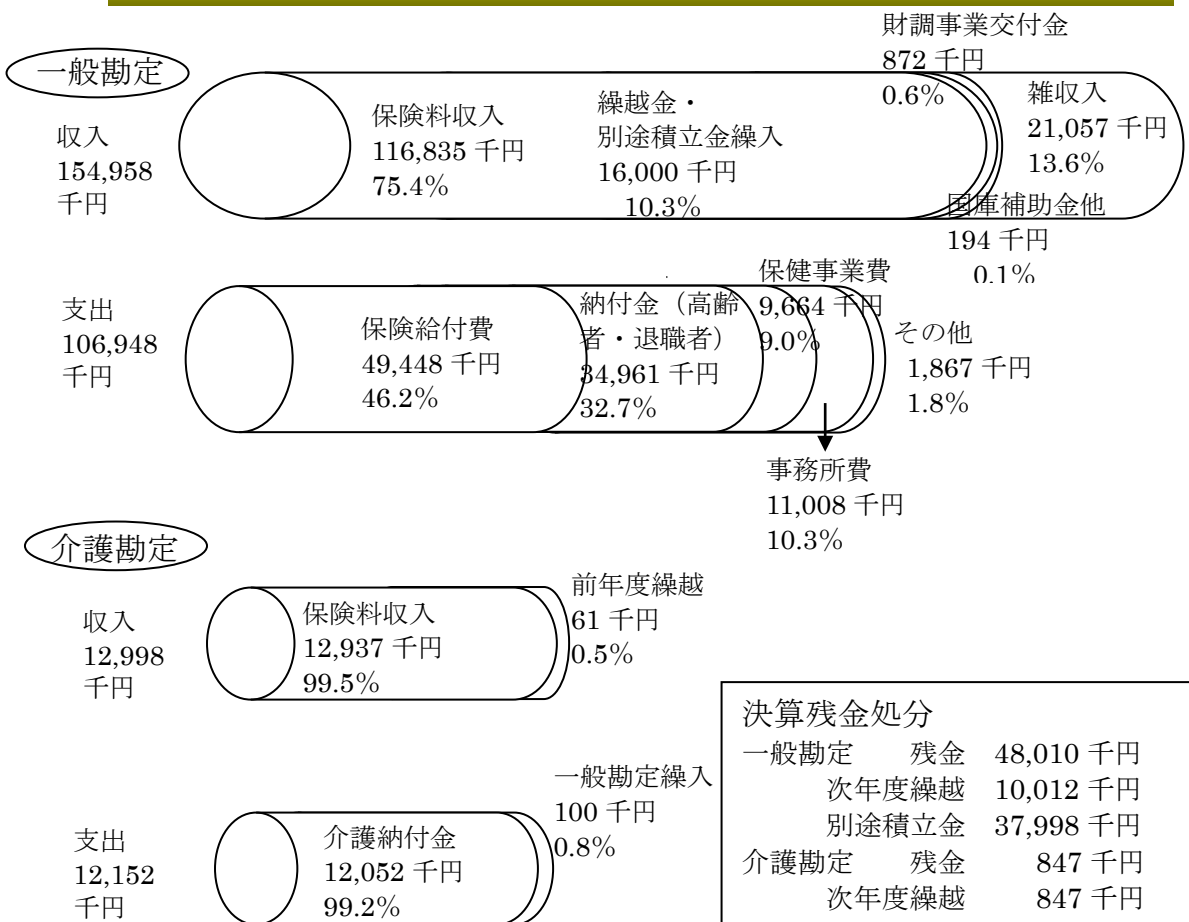 一般勘定
収入
154,958
千円
保険料収入
116,835 千円
75.4%
繰越金・
別途積立金繰入
16,000 千円
10.3%
財調事業交付金
872 千円
0.6%
雑収入
21,057 千円
13.6%
国庫補助金他
194 千円
0.1%
支出
106,948
千円
保険給付費
49,448 千円
46.2%
納付金（高齢
者・退職者）
34,961 千円
32.7%
保健事業費
9,664 千円
9.0%
その他
1,867 千円
1.8%
事務所費
11,008 千円
10.3%
介護勘定
収入
12,998
千円
保険料収入
12,937 千円
99.5%
前年度繰越
61 千円
0.5%
支出
12,152
千円
介護納付金
12,052 千円
99.2%
一般勘定繰入
100 千円
0.8%
決算残金処分
一般勘定 残金 48,010 千円
次年度繰越 10,012 千円
別途積立金 37,998 千円
介護勘定 残金 847 千円
次年度繰越 847 千円